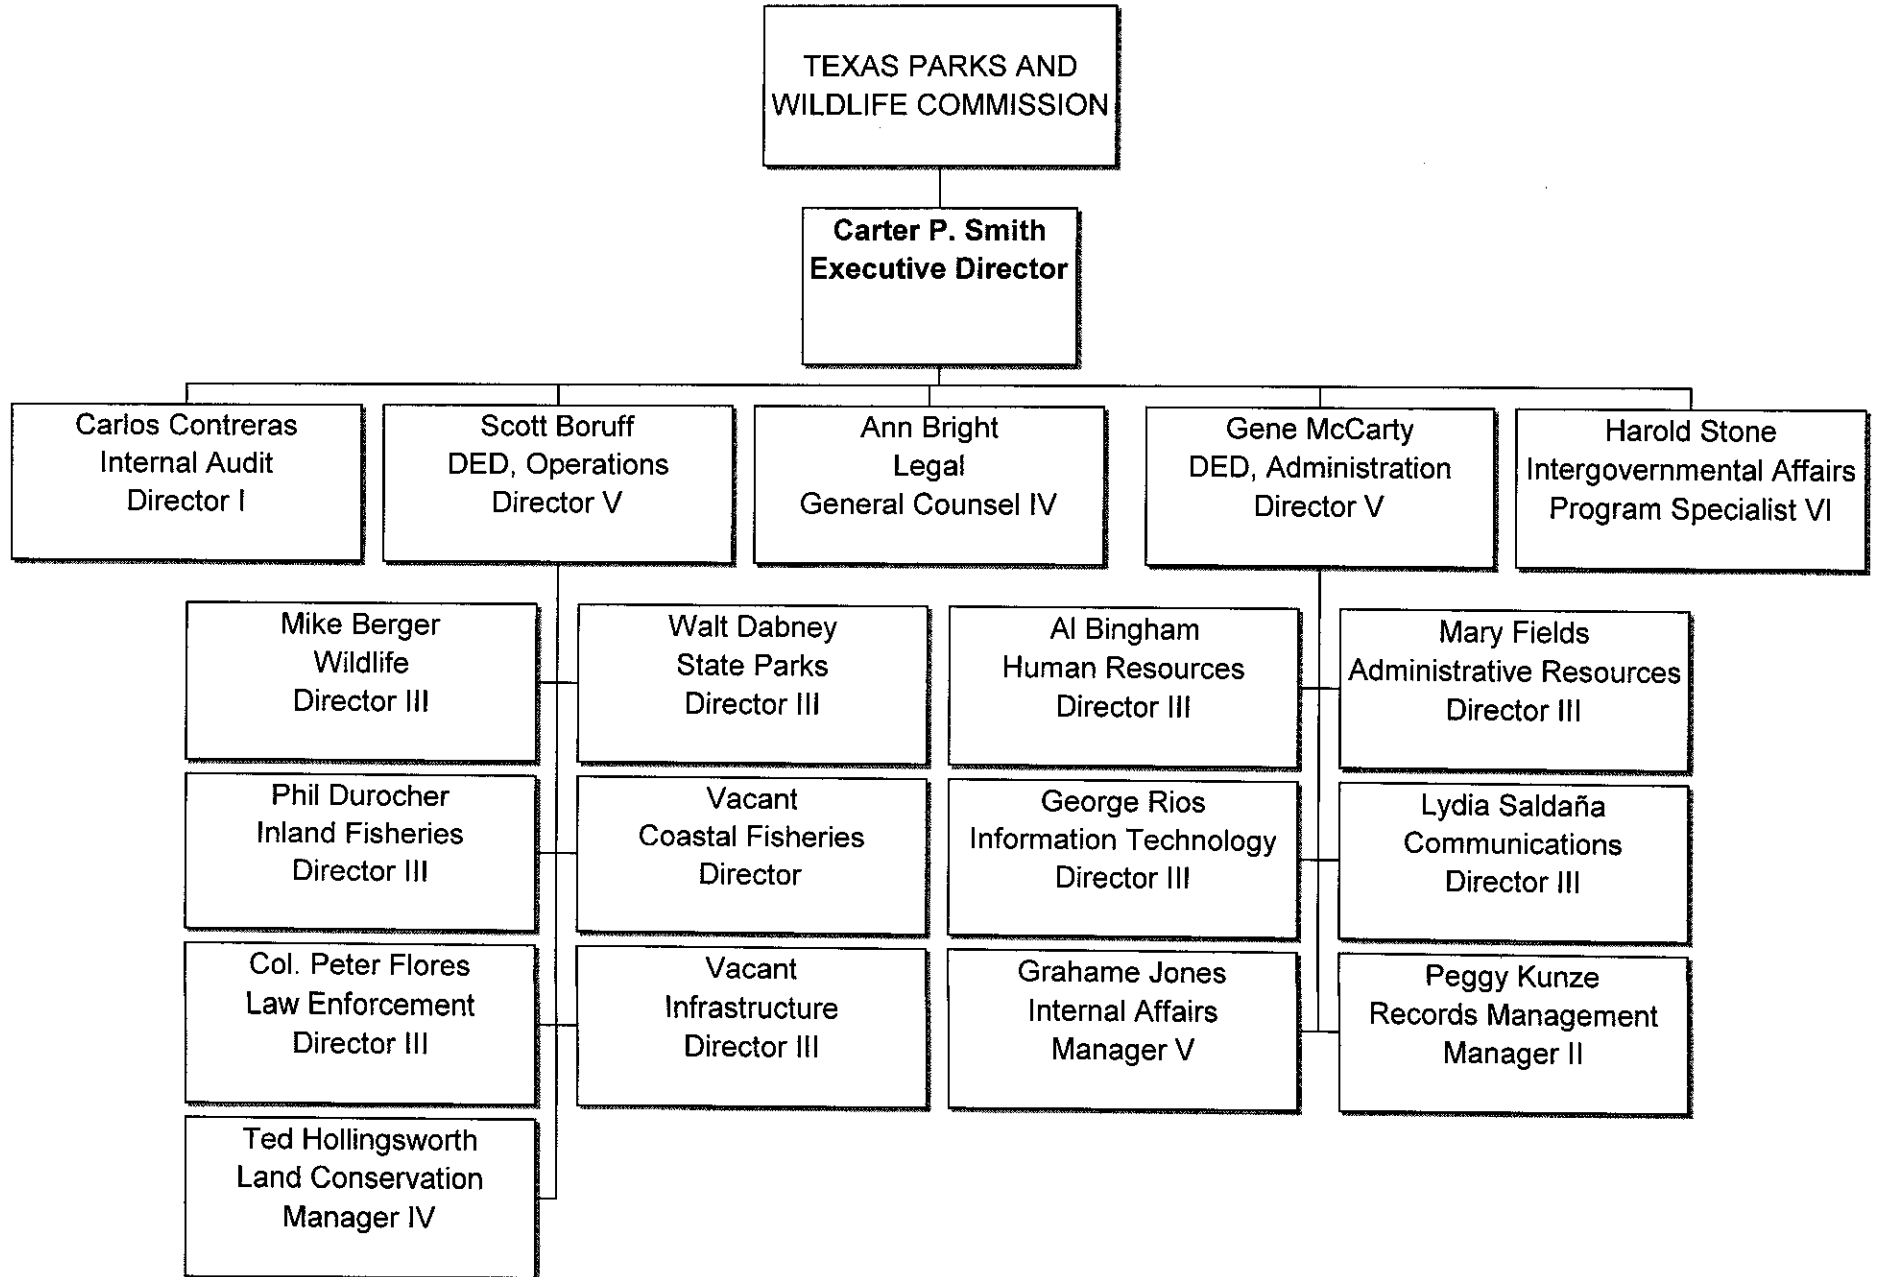 TEXAS PARKS AND
WILDLIFE COMMISSION
Carter P. Smith
Executive Director
Carlos Contreras
Internal Audit
Director I
Scott Boruff
DED, Operations
Director V
Ann Bright
Legal
General Counsel IV
Gene McCarty
DED, Administration
Director V
Harold Stone
Intergovernmental Affairs
Program Specialist VI
Mike Berger
Wildlife
Director III
Walt Dabney
State Parks
Director III
Al Bingham
Human Resources
Director III
Mary Fields
Administrative Resources
Director III
Phil Durocher
Inland Fisheries
Director III
Vacant
Coastal Fisheries
Director
George Rios
Information Technology
Director III
Lydia Saldaña
Communications
Director III
Col. Peter Flores
Law Enforcement
Director III
Vacant
Infrastructure
Director III
Grahame Jones
Internal Affairs
Manager V
Peggy Kunze
Records Management
Manager II
Ted Hollingsworth
Land Conservation
Manager IV